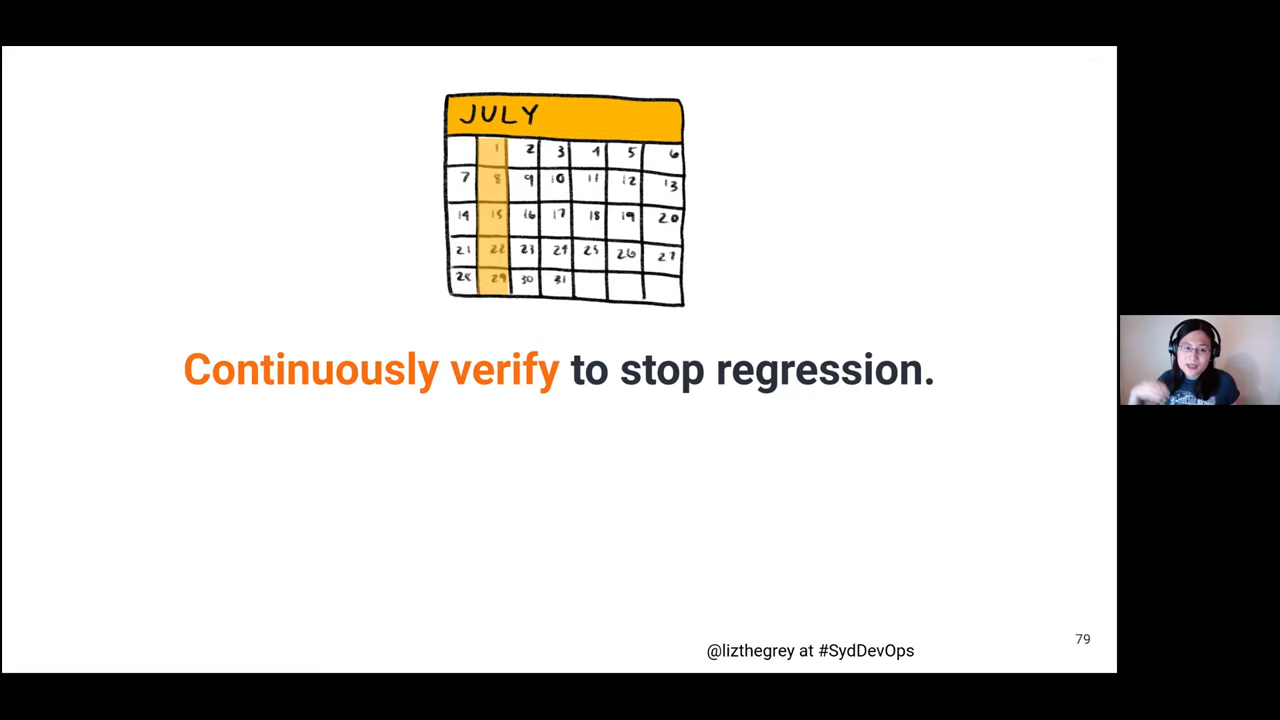 JULY
1 2 3 4 5 6
7 8 9 10 11 12 13
14 15 16 17 18 19 20
21 22 23 24 25 26 27
28 29 30 31
Continuously verify to stop regression.
@lizthegrey at #SydDevOps
79